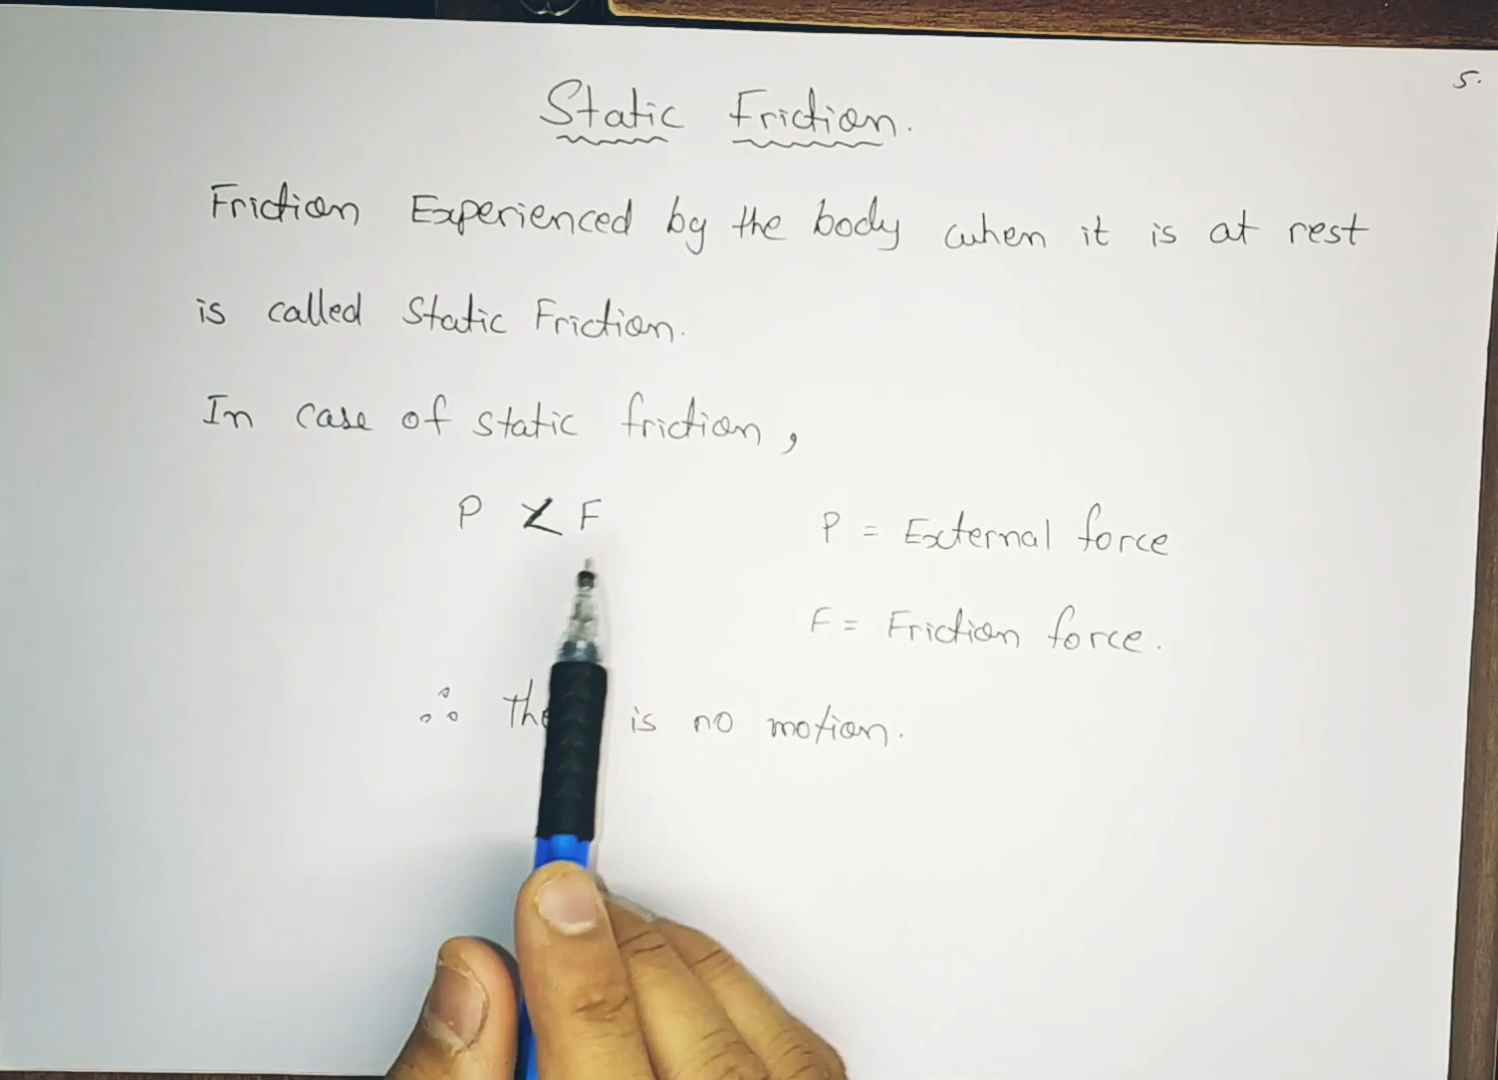 5.
Static Friction.
Friction Experienced by the body when it is at rest
is called Static Friction.
In case of static friction,
P < F
P = External force
F = Friction force.
∴ is no motion.